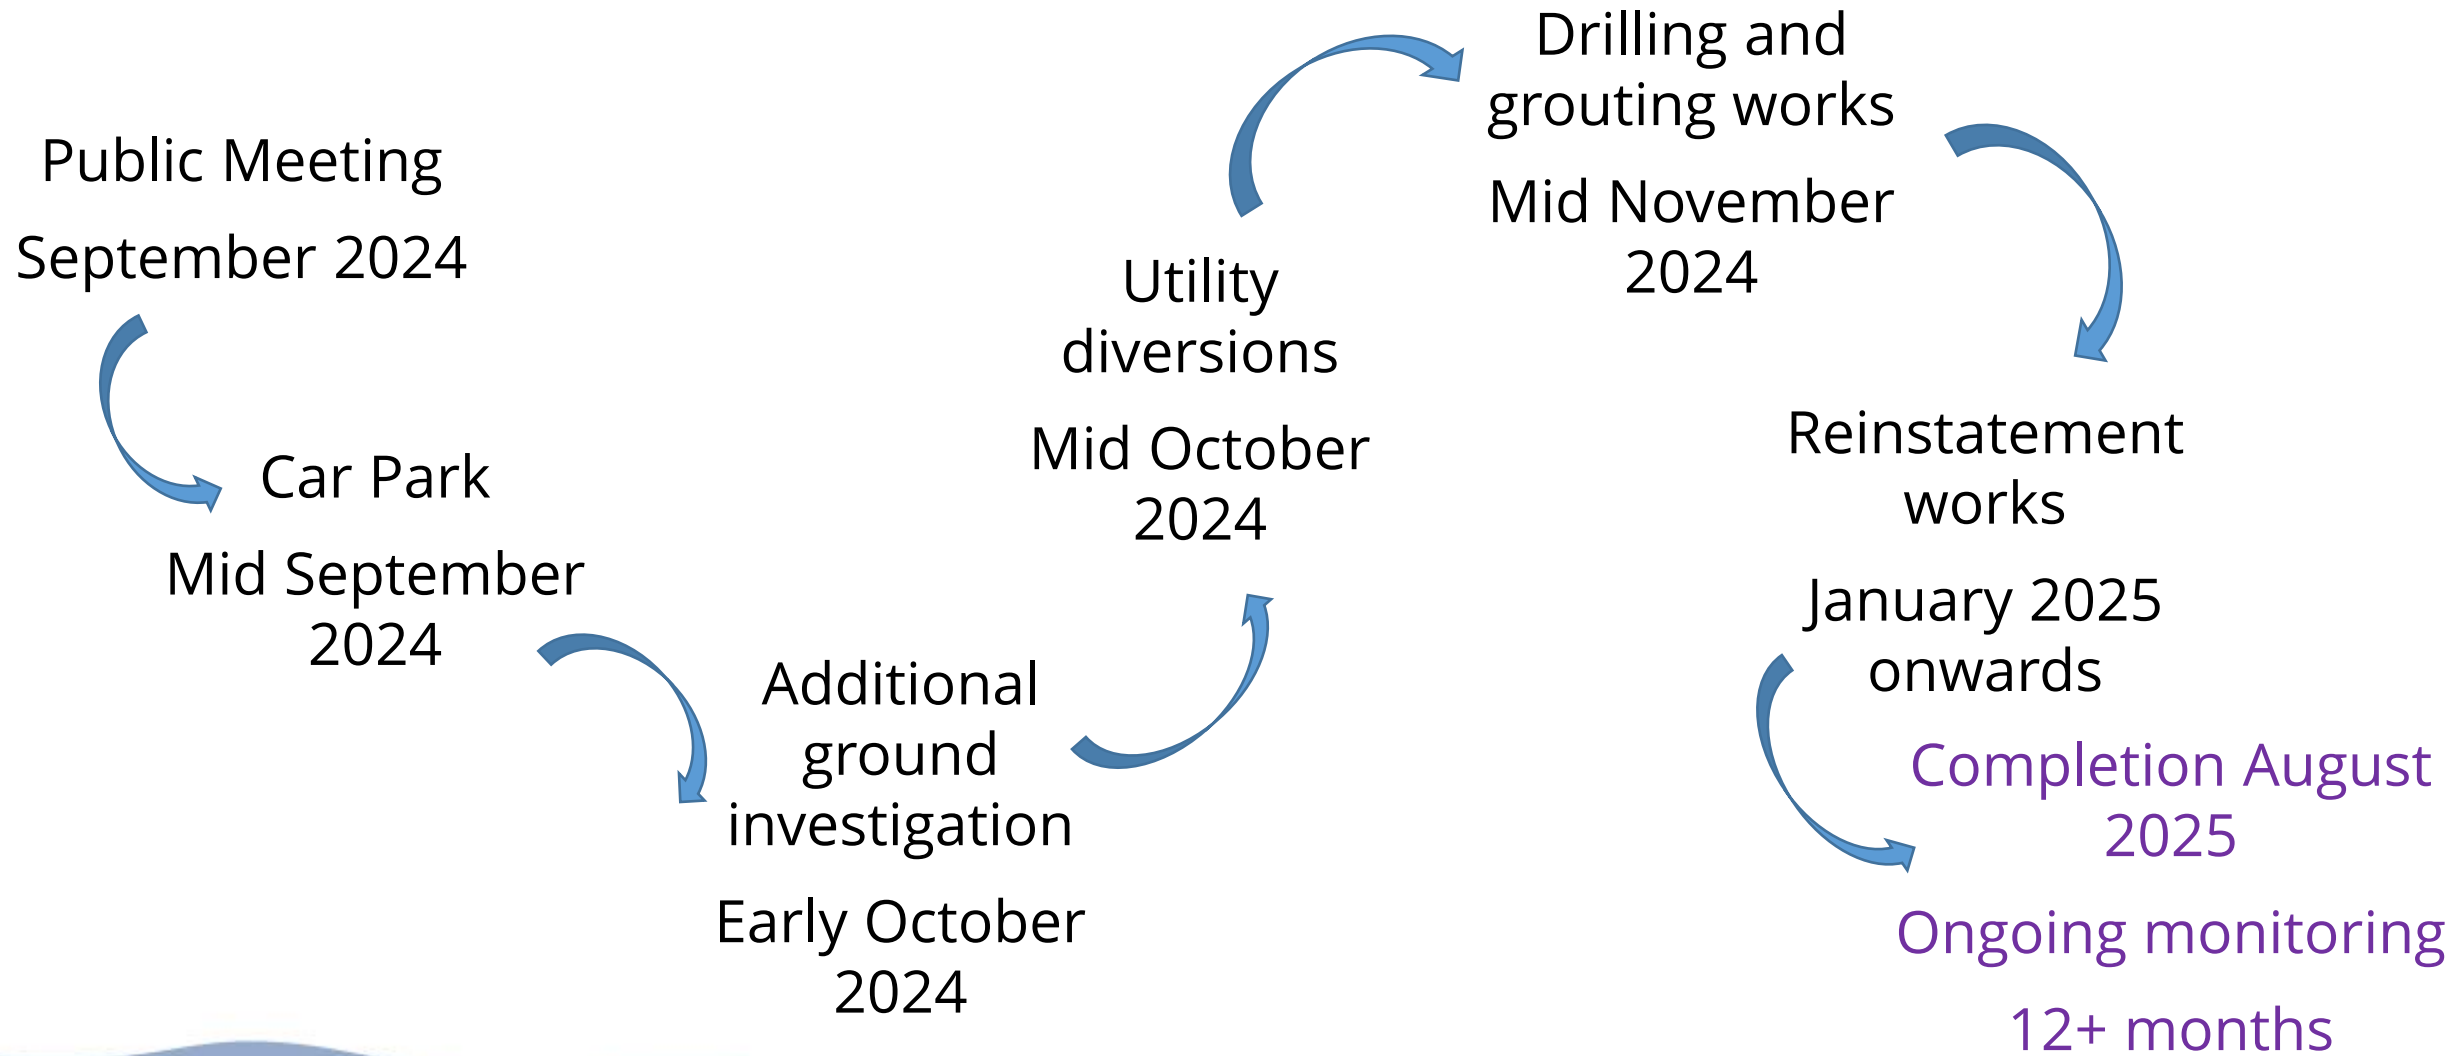 Public Meeting
September 2024
Car Park
Mid September
2024
Additional
ground
investigation
Early October
2024
Utility
diversions
Mid October
2024
Drilling and
grouting works
Mid November
2024
Reinstatement
works
January 2025
onwards
Completion August
2025
Ongoing monitoring
12+ months